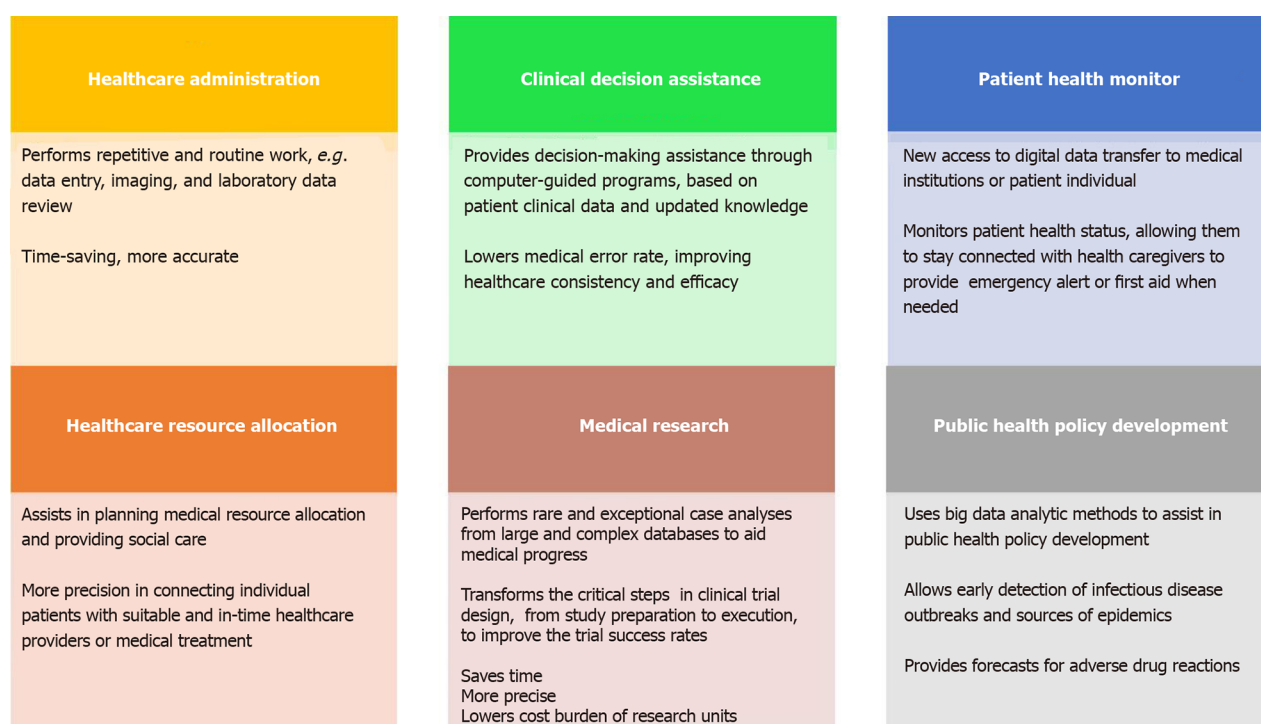 Healthcare administration
Performs repetitive and routine work, e.g.
data entry, imaging, and laboratory data
review
Time-saving, more accurate
Clinical decision assistance
Provides decision-making assistance through
computer-guided programs, based on
patient clinical data and updated knowledge
Lowers medical error rate, improving
healthcare consistency and efficacy
Patient health monitor
New access to digital data transfer to medical
institutions or patient individual
Monitors patient health status, allowing them
to stay connected with health caregivers to
provide  emergency alert or first aid when
needed
Healthcare resource allocation
Assists in planning medical resource allocation
and providing social care
More precision in connecting individual
patients with suitable and in-time healthcare
providers or medical treatment
Medical research
Performs rare and exceptional case analyses
from large and complex databases to aid
medical progress
Transforms the critical steps  in clinical trial
design,  from study preparation to execution,
to improve the trial success rates
Saves time
More precise
Lowers cost burden of research units
Public health policy development
Uses big data analytic methods to assist in
public health policy development
Allows early detection of infectious disease
outbreaks and sources of epidemics
Provides forecasts for adverse drug reactions